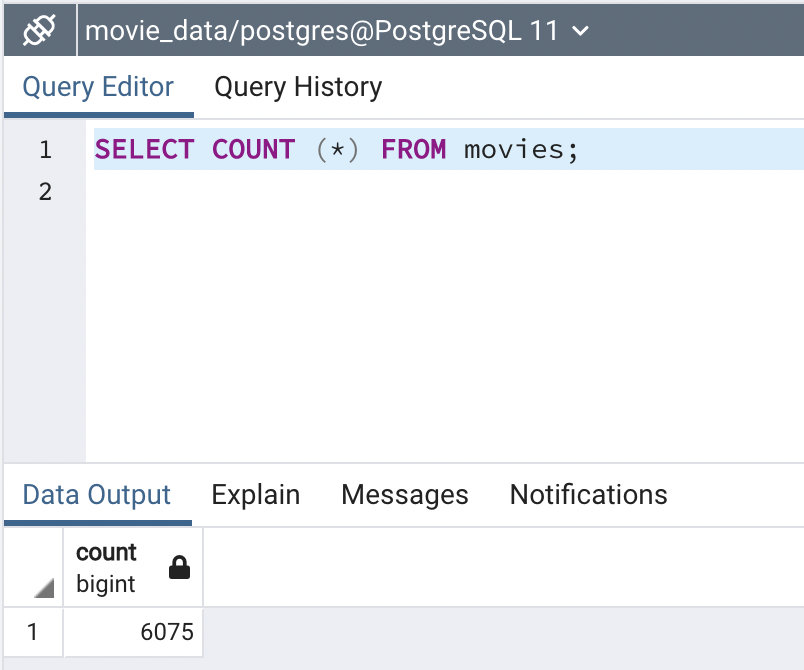 movie_data/postgres@PostgreSQL 11
Query Editor Query History
1 SELECT COUNT (*) FROM movies;
2
Data Output Explain Messages Notifications
count
bigint
1 6075